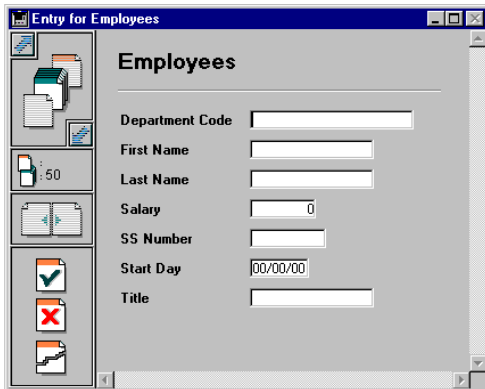 Entry for Employees
Employees
Department Code
First Name
Last Name
: 50
Salary 0
SS Number
Start Day 00/00/00
Title